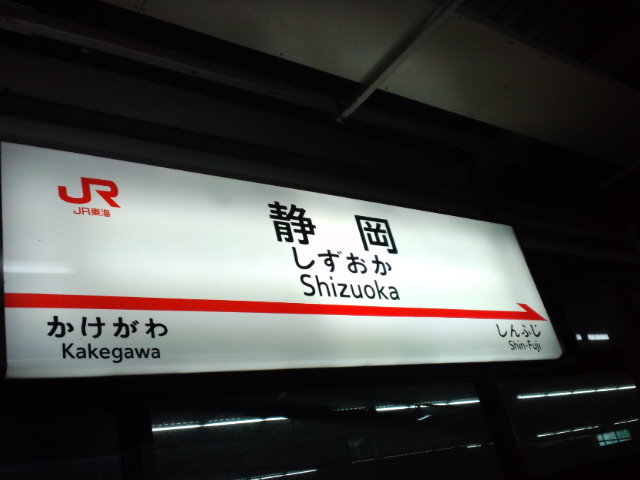 JR
JR東海
静岡
しずおか
Shizuoka
かけがわ
Kakegawa
しんふじ
Shin-Fuji